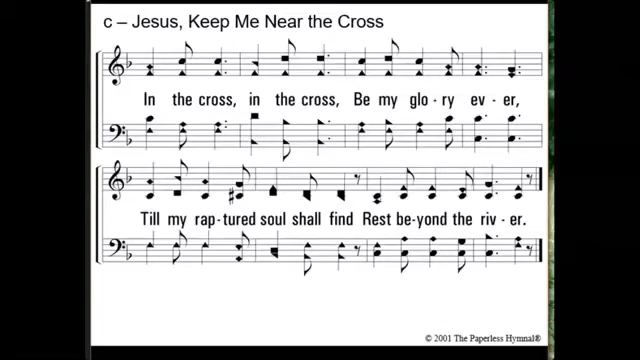 c – Jesus, Keep Me Near the Cross
In the cross, in the cross, Be my glo - ry ev - er,
Till my rap-tured soul shall find Rest be-yond the riv - er.
© 2001 The Paperless Hymnal®